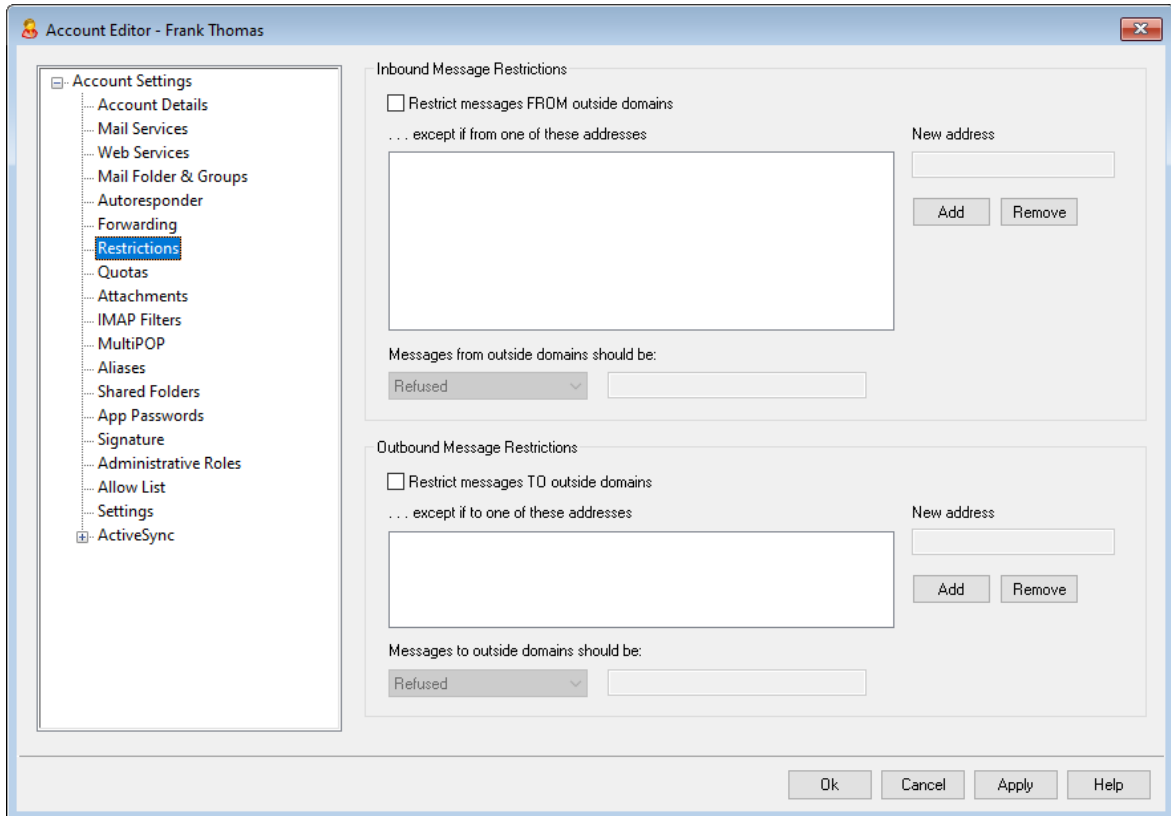 Account Editor - Frank Thomas
Account Settings
Account Details
Mail Services
Web Services
Mail Folder & Groups
Autoresponder
Forwarding
Restrictions
Quotas
Attachments
IMAP Filters
MultiPOP
Aliases
Shared Folders
App Passwords
Signature
Administrative Roles
Allow List
Settings
ActiveSync
Inbound Message Restrictions
Restrict messages FROM outside domains
. . . except if from one of these addresses
New address
Add
Remove
Messages from outside domains should be:
Refused
Outbound Message Restrictions
Restrict messages TO outside domains
. . . except if to one of these addresses
New address
Add
Remove
Messages to outside domains should be:
Refused
Ok
Cancel
Apply
Help